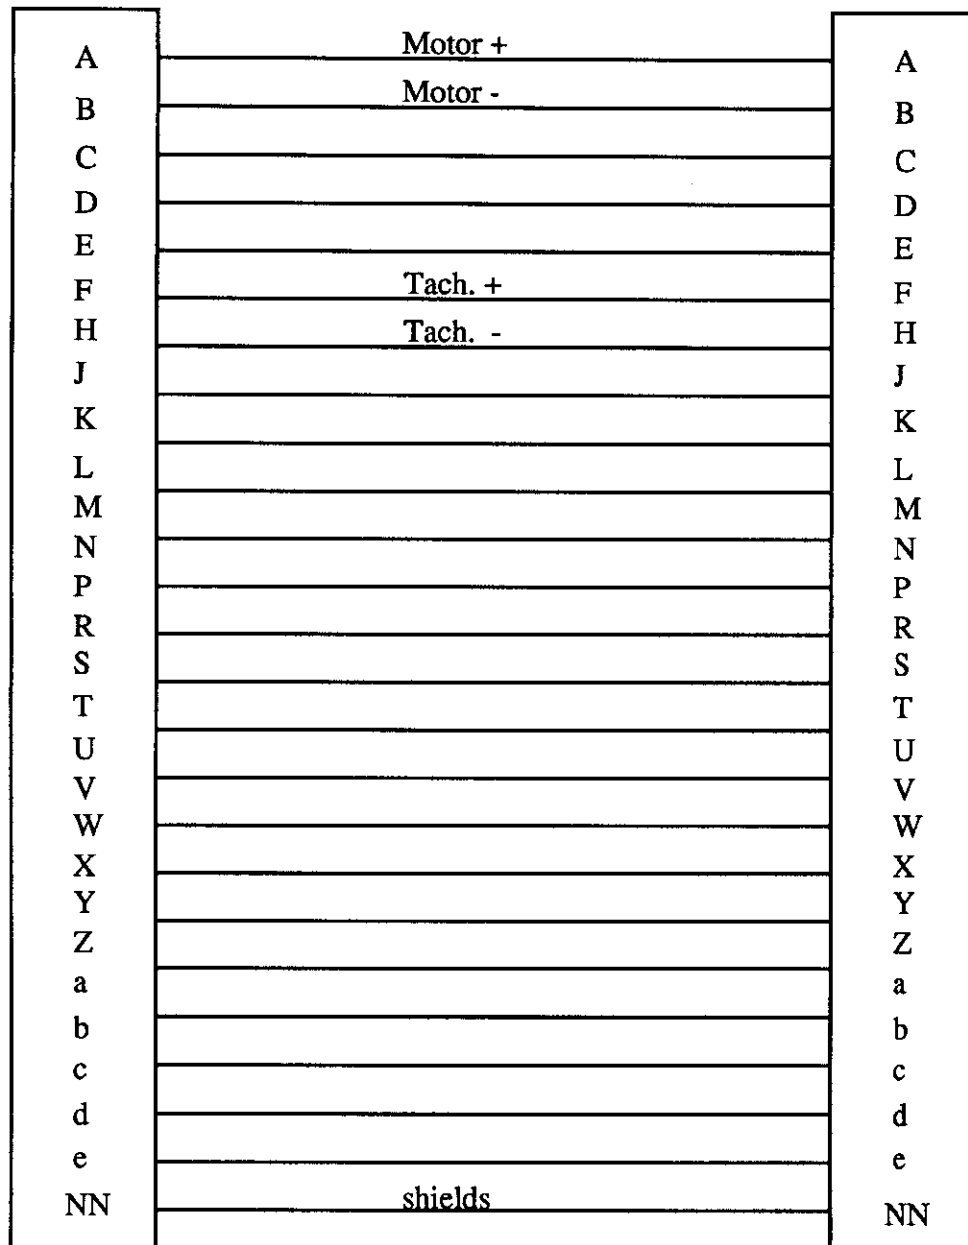 A Motor + A
B Motor - B
C C
D D
E E
F Tach. + F
H Tach. - H
J J
K K
L L
M M
N N
P P
R R
S S
T T
U U
V V
W W
X X
Y Y
Z Z
a a
b b
c c
d d
e e
NN shields NN